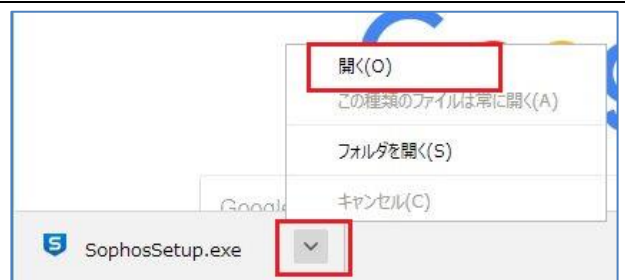 開く(O)
この種類のファイルは常に開く(A)
フォルダを開く(S)
キャンセル(C)
Google
SophosSetup.exe